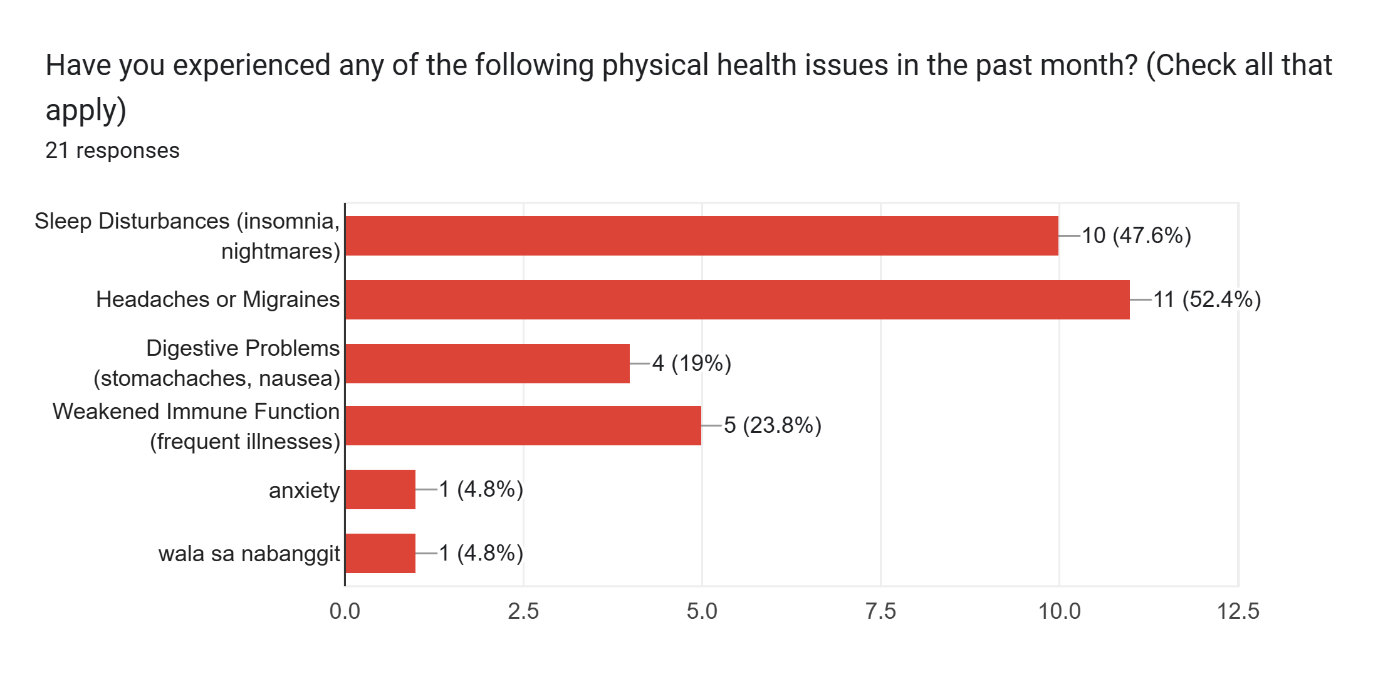 Have you experienced any of the following physical health issues in the past month? (Check all that
apply)
21 responses
Sleep Disturbances (insomnia,
nightmares)
10 (47.6%)
Headaches or Migraines
11 (52.4%)
Digestive Problems
(stomachaches, nausea)
4 (19%)
Weakened Immune Function
(frequent illnesses)
5 (23.8%)
anxiety
1 (4.8%)
wala sa nabanggit
1 (4.8%)
0.0
2.5
5.0
7.5
10.0
12.5